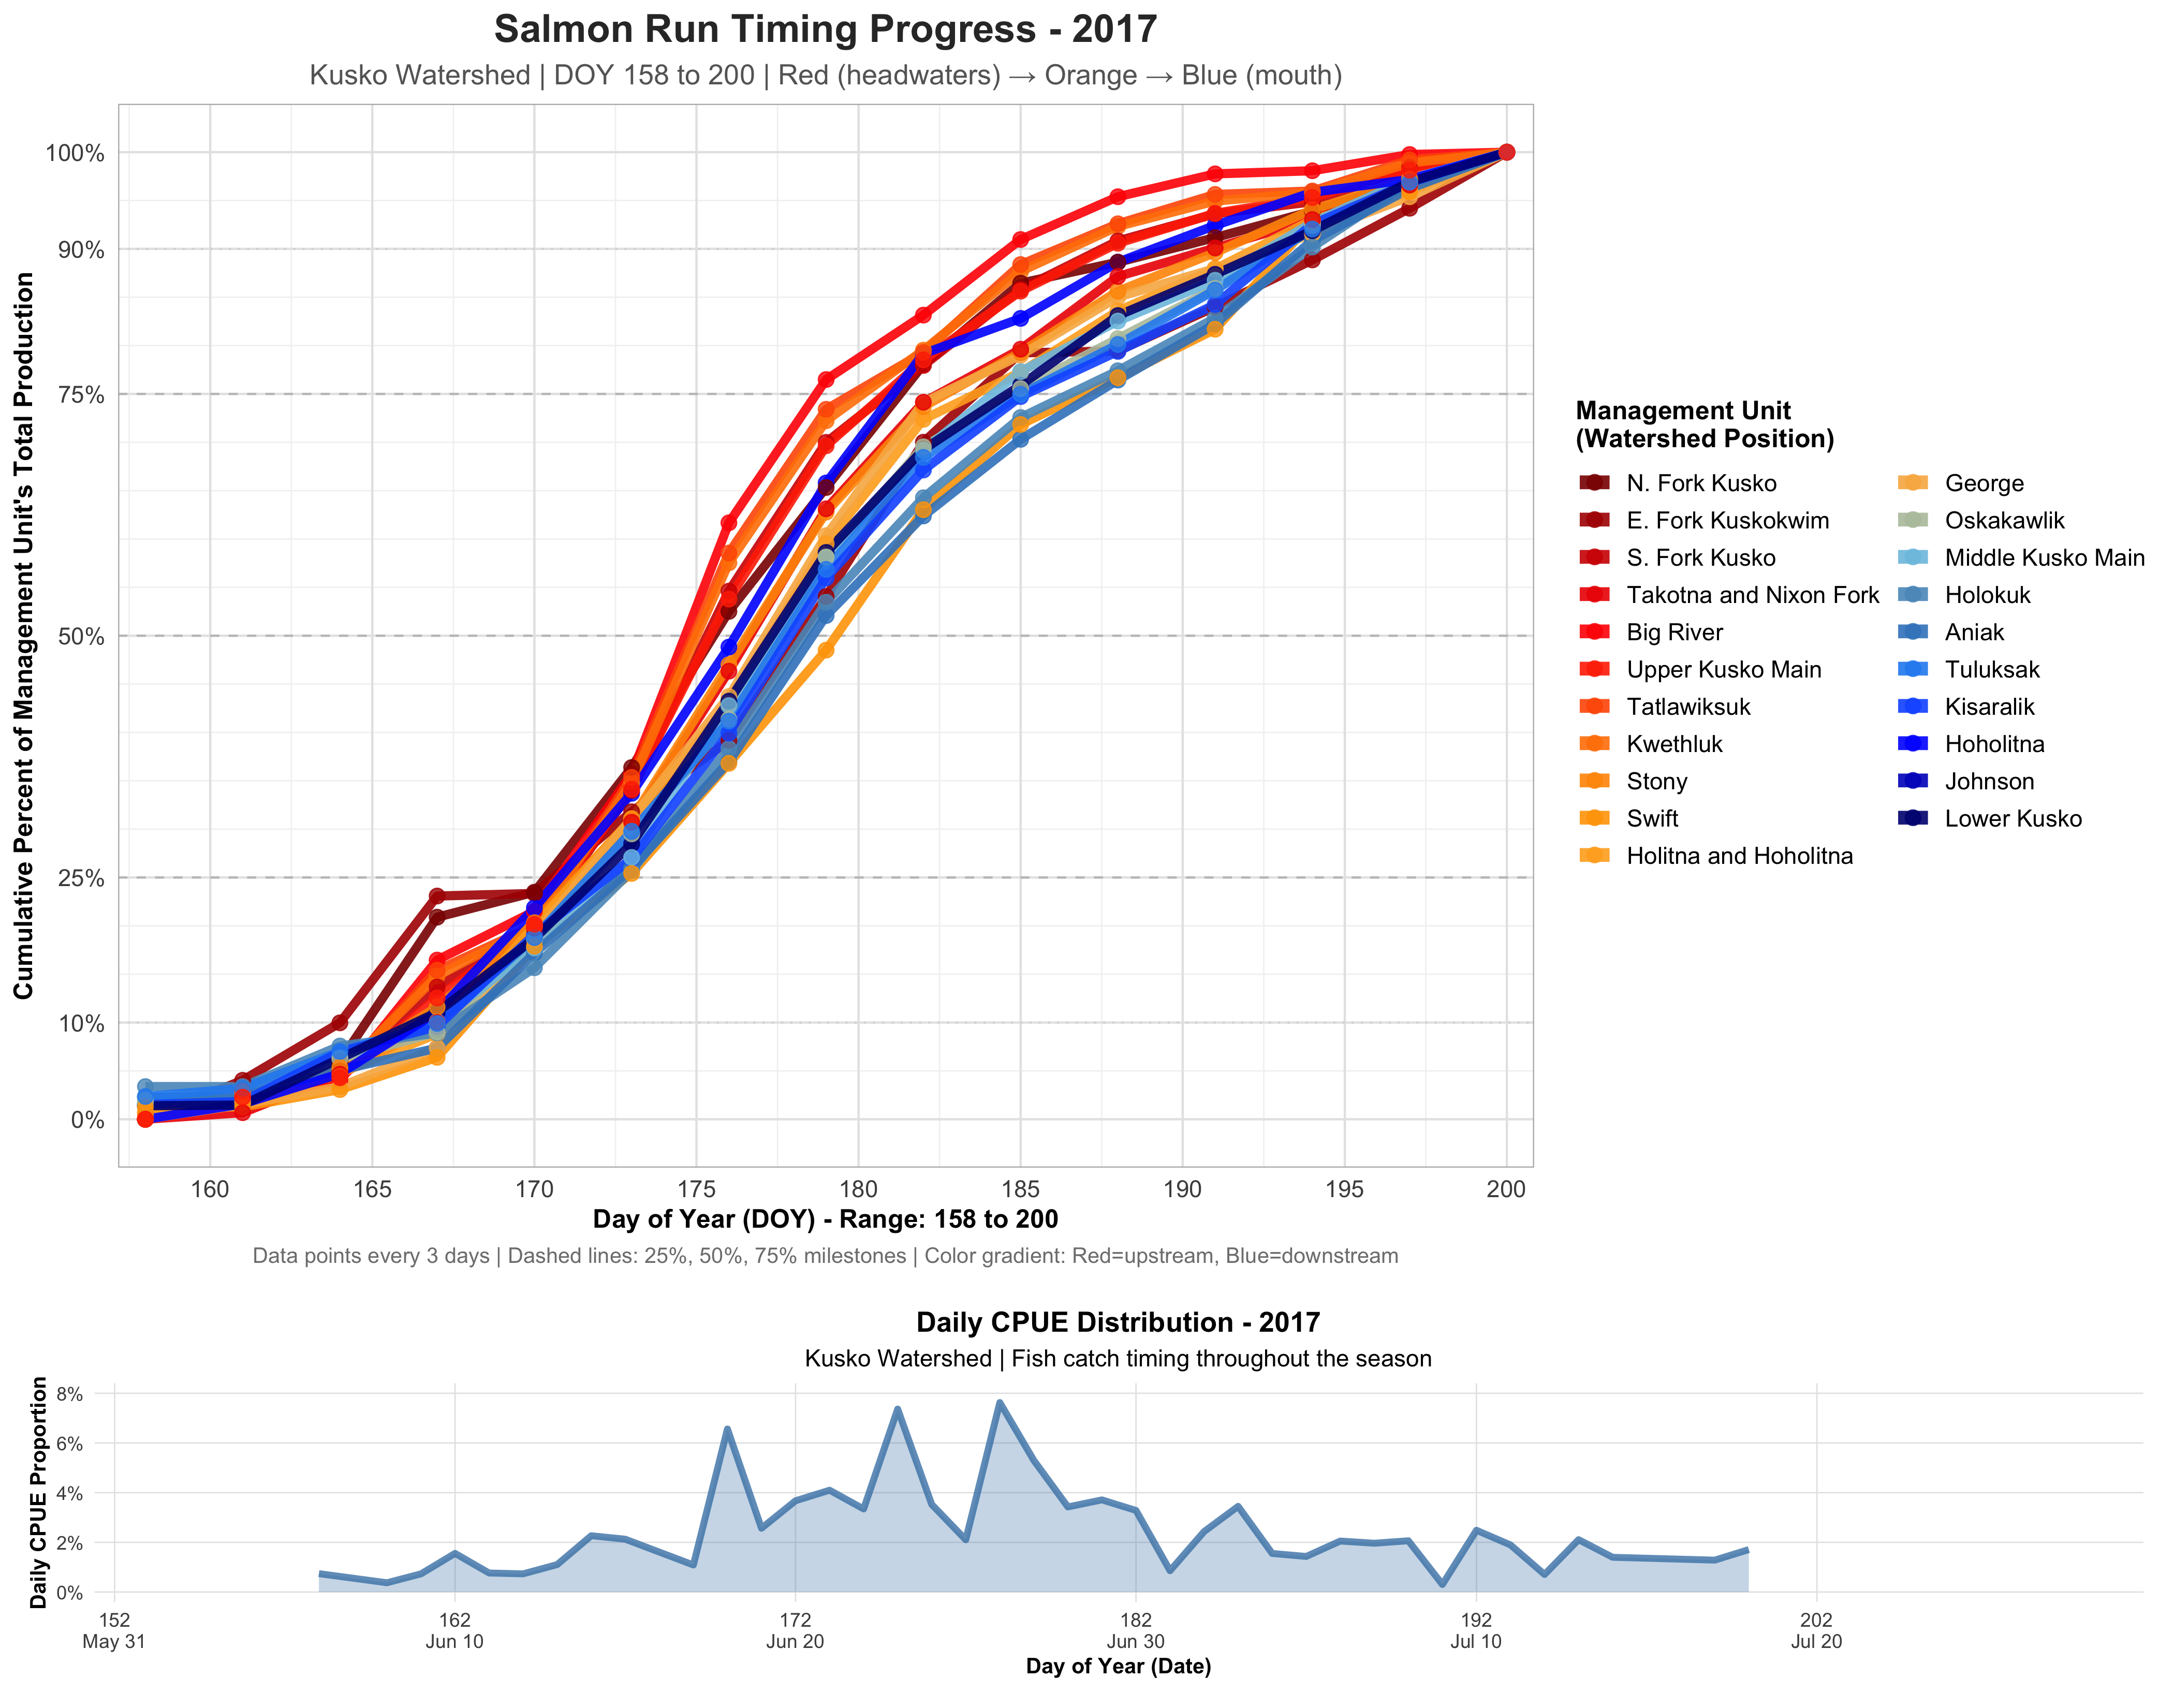 Salmon Run Timing Progress - 2017
Kusko Watershed | DOY 158 to 200 | Red (headwaters) → Orange → Blue (mouth)
Cumulative Percent of Management Unit's Total Production
100%
90%
75%
50%
25%
10%
0%
160 165 170 175 180 185 190 195 200
Day of Year (DOY) - Range: 158 to 200
Data points every 3 days | Dashed lines: 25%, 50%, 75% milestones | Color gradient: Red=upstream, Blue=downstream
Management Unit
(Watershed Position)
N. Fork Kusko
E. Fork Kuskokwim
S. Fork Kusko
Takotna and Nixon Fork
Big River
Upper Kusko Main
Tatlawiksuk
Kwethluk
Stony
Swift
Holitna and Hoholitna
George
Oskakawlik
Middle Kusko Main
Holokuk
Aniak
Tuluksak
Kisaralik
Hoholitna
Johnson
Lower Kusko
Daily CPUE Distribution - 2017
Kusko Watershed | Fish catch timing throughout the season
Daily CPUE Proportion
8%
6%
4%
2%
0%
152 162 172 182 192 202
May 31 Jun 10 Jun 20 Jun 30 Jul 10 Jul 20
Day of Year (Date)